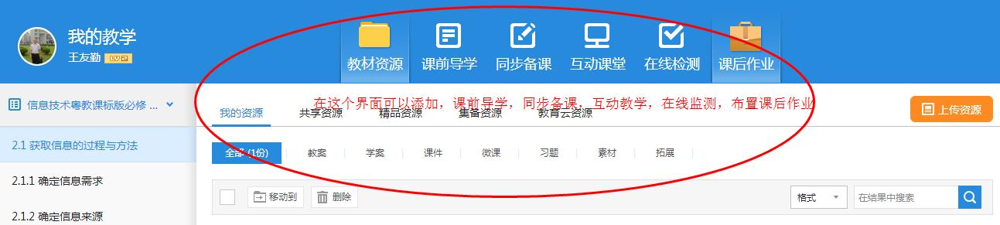 我的教学
王友勤 LV2
教材资源 课前导学 同步备课 互动课堂 在线检测 课后作业
信息技术粤教课标版必修 ...
在这个界面可以添加，课前导学，同步备课，互动教学，在线监测，布置课后作业
我的资源 共享资源 精品资源 集备资源 教育云资源
上传资源
2.1 获取信息的过程与方法
全部 (1份) 教案 学案 课件 微课 习题 素材 拓展
2.1.1 确定信息需求
移动到 删除 格式 在结果中搜索
2.1.2 确定信息来源